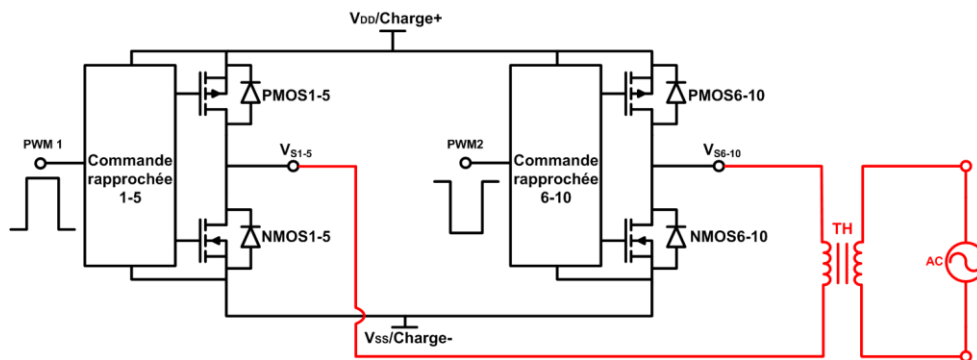 VDD/Charge+
PMOS1-5
PMOS6-10
PWM 1
Commande
rapprochée
1-5
VS1-5
PWM2
Commande
rapprochée
6-10
VS6-10
NMOS1-5
NMOS6-10
TH
AC
VSS/Charge-